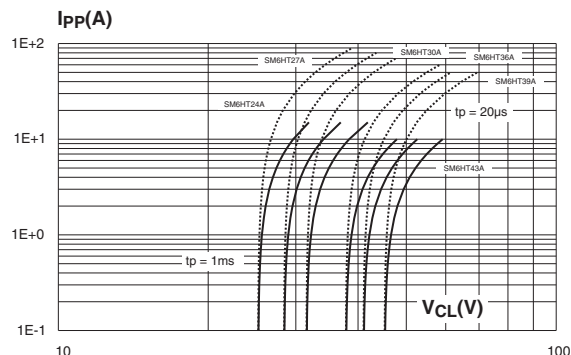 IPP(A)
1E+2
SM6HT27A
SM6HT30A
SM6HT36A
SM6HT39A
SM6HT24A
tp = 20µs
1E+1
SM6HT43A
1E+0
tp = 1ms
VCL(V)
1E-1
10
100